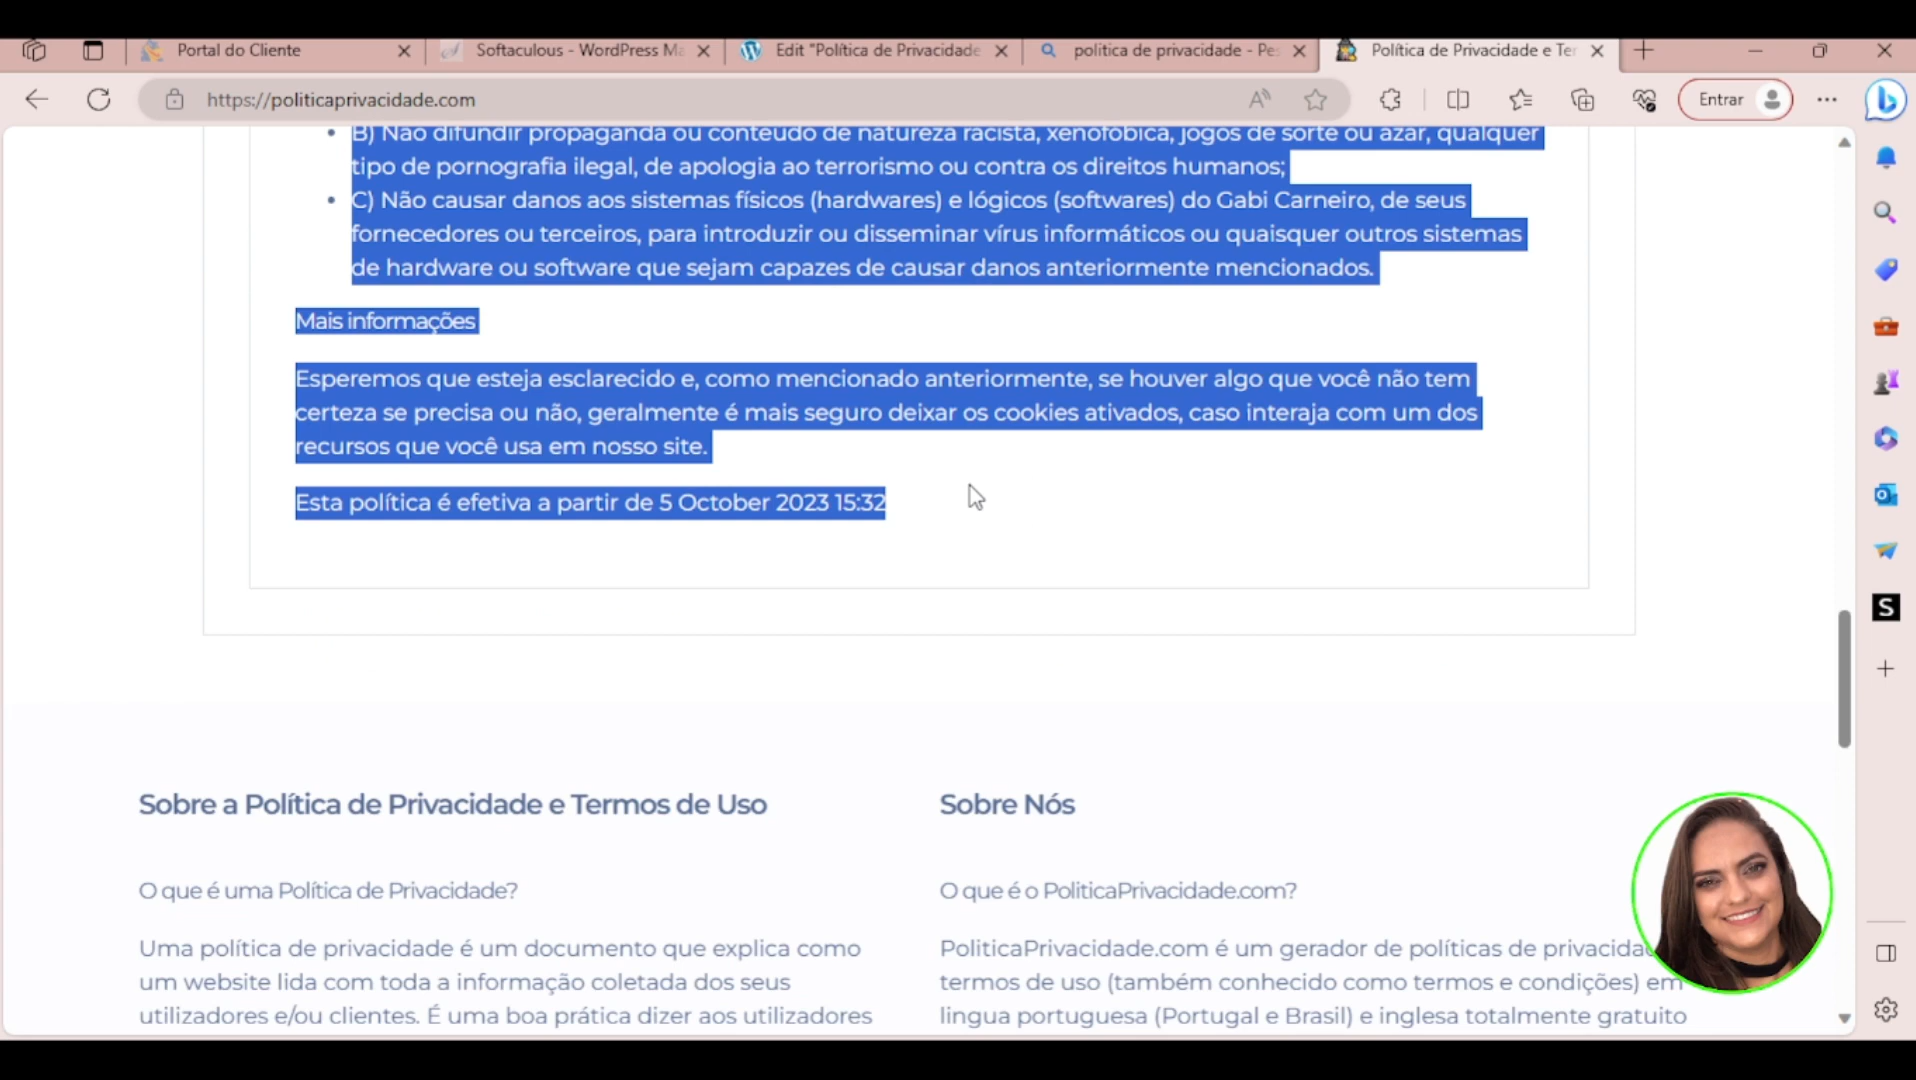 Portal do Cliente
Softaculous - WordPress Ma
Edit "Política de Privacidade
politica de privacidade - Pes
Política de Privacidade e Ter
https://politicaprivacidade.com
Entrar
B) Não difundir propaganda ou conteúdo de natureza racista, xenofóbica, jogos de sorte ou azar, qualquer
tipo de pornografia ilegal, de apologia ao terrorismo ou contra os direitos humanos;
C) Não causar danos aos sistemas físicos (hardwares) e lógicos (softwares) do Gabi Carneiro, de seus
fornecedores ou terceiros, para introduzir ou disseminar vírus informáticos ou quaisquer outros sistemas
de hardware ou software que sejam capazes de causar danos anteriormente mencionados.
Mais informações
Esperemos que esteja esclarecido e, como mencionado anteriormente, se houver algo que você não tem
certeza se precisa ou não, geralmente é mais seguro deixar os cookies ativados, caso interaja com um dos
recursos que você usa em nosso site.
Esta política é efetiva a partir de 5 October 2023 15:32
Sobre a Política de Privacidade e Termos de Uso
O que é uma Política de Privacidade?
Uma política de privacidade é um documento que explica como
um website lida com toda a informação coletada dos seus
utilizadores e/ou clientes. É uma boa prática dizer aos utilizadores
Sobre Nós
O que é o PoliticaPrivacidade.com?
PoliticaPrivacidade.com é um gerador de políticas de privacida
termos de uso (também conhecido como termos e condições) em
lingua portuguesa (Portugal e Brasil) e inglesa totalmente gratuito